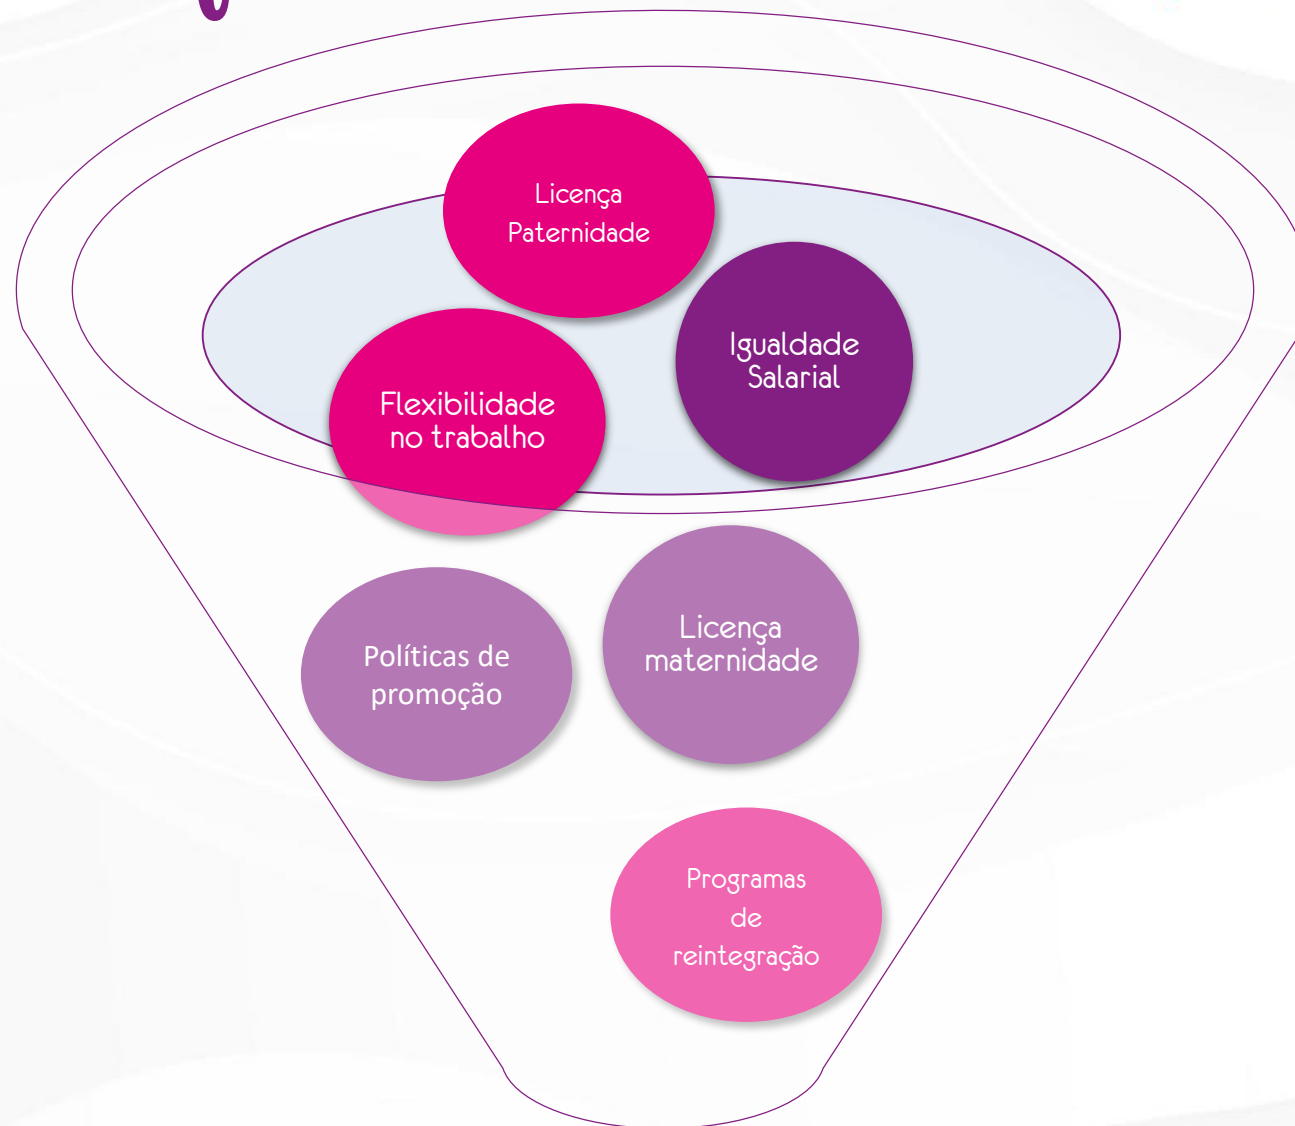 Licença
Paternidade
Igualdade
Salarial
Flexibilidade
no trabalho
Licença
maternidade
Políticas de
promoção
Programas
de
reintegração